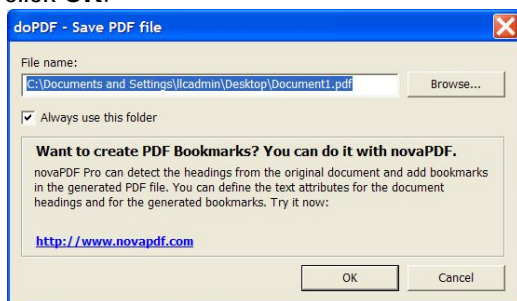 click OK.
doPDF - Save PDF file
File name:
C:\Documents and Settings\llcadmin\Desktop\Document1.pdf
Browse...
Always use this folder
Want to create PDF Bookmarks? You can do it with novaPDF.
novaPDF Pro can detect the headings from the original document and add bookmarks
in the generated PDF file. You can define the text attributes for the document
headings and for the generated bookmarks. Try it now:
http://www.novapdf.com
OK
Cancel